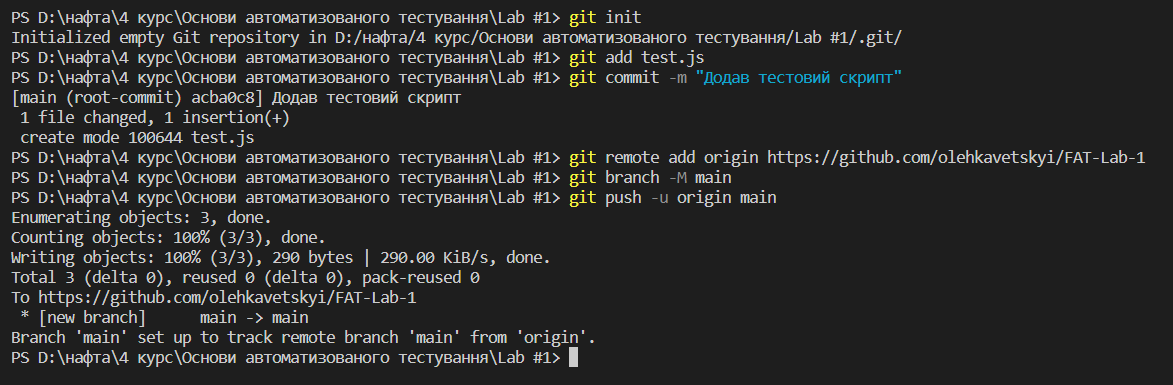 PS D:\нафта\4 курс\Основи автоматизованого тестування\Lab #1> git init
Initialized empty Git repository in D:/нафта/4 курс/Основи автоматизованого тестування/Lab #1/.git/
PS D:\нафта\4 курс\Основи автоматизованого тестування\Lab #1> git add test.js
PS D:\нафта\4 курс\Основи автоматизованого тестування\Lab #1> git commit -m "Додав тестовий скрипт"
[main (root-commit) acba0c8] Додав тестовий скрипт
 1 file changed, 1 insertion(+)
 create mode 100644 test.js
PS D:\нафта\4 курс\Основи автоматизованого тестування\Lab #1> git remote add origin https://github.com/olehkavetskyi/FAT-Lab-1
PS D:\нафта\4 курс\Основи автоматизованого тестування\Lab #1> git branch -M main
PS D:\нафта\4 курс\Основи автоматизованого тестування\Lab #1> git push -u origin main
Enumerating objects: 3, done.
Counting objects: 100% (3/3), done.
Writing objects: 100% (3/3), 290 bytes | 290.00 KiB/s, done.
Total 3 (delta 0), reused 0 (delta 0), pack-reused 0
To https://github.com/olehkavetskyi/FAT-Lab-1
 * [new branch]      main -> main
Branch 'main' set up to track remote branch 'main' from 'origin'.
PS D:\нафта\4 курс\Основи автоматизованого тестування\Lab #1>